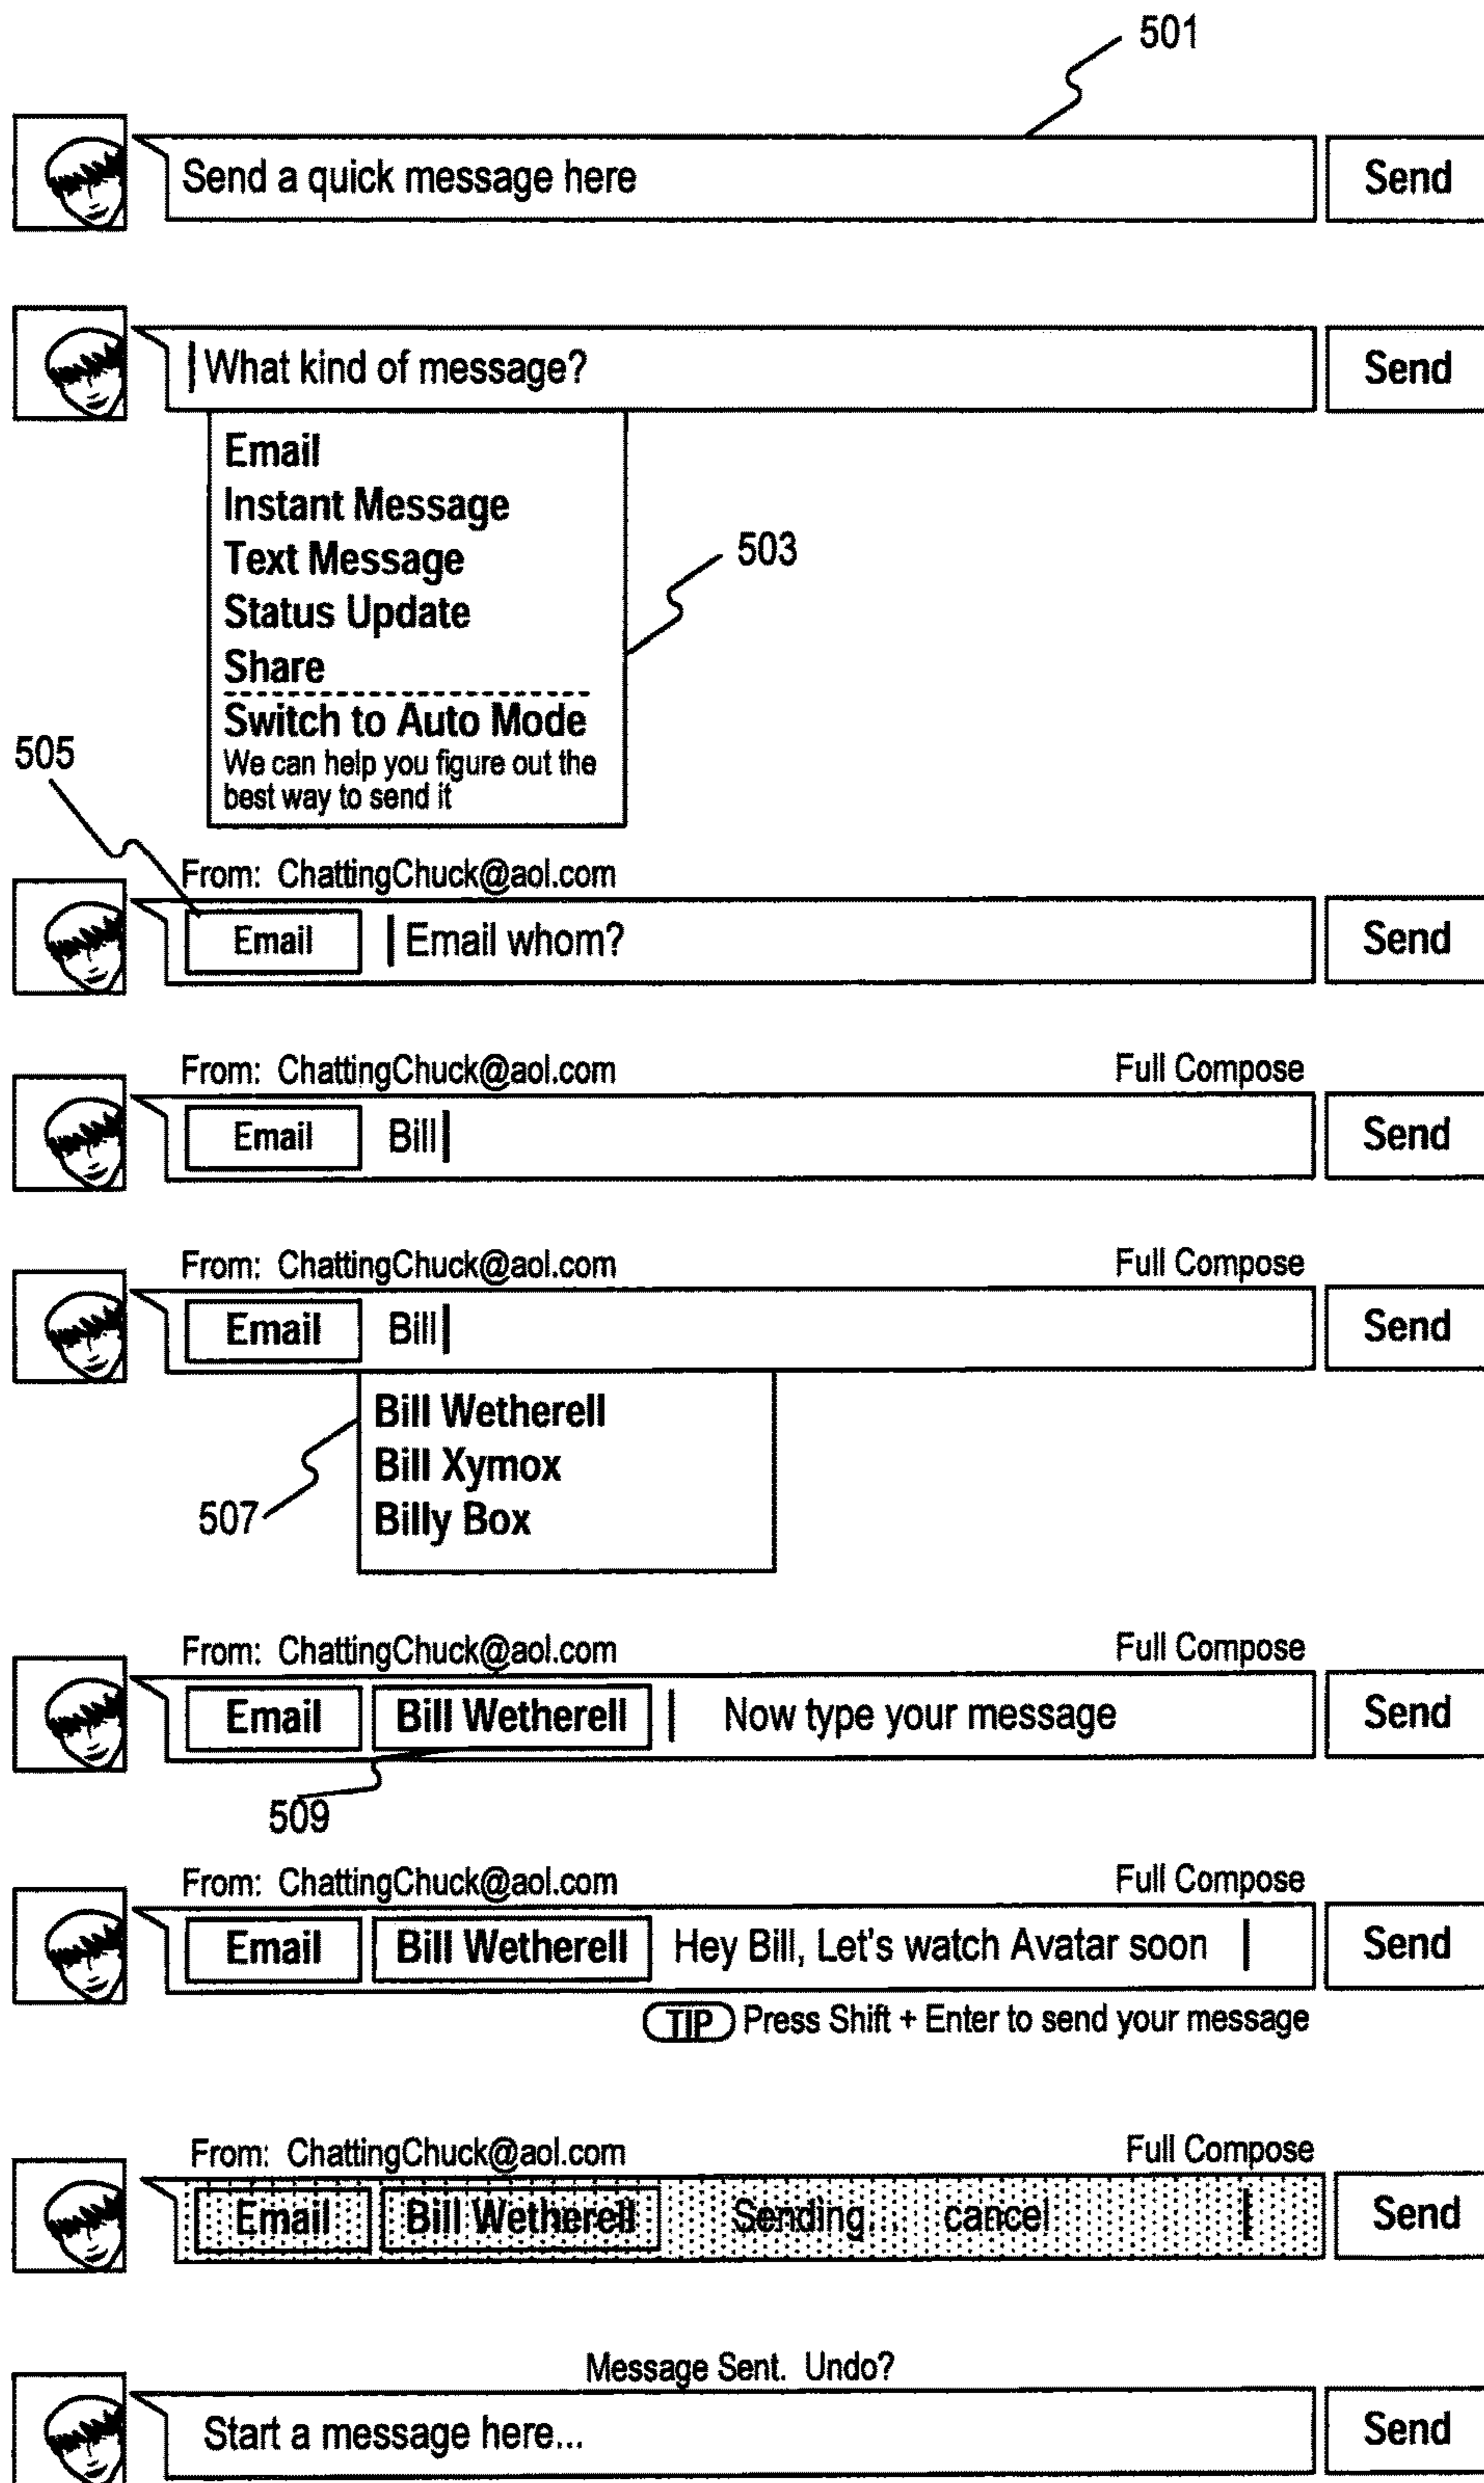 501
Send a quick message here Send
What kind of message? Send
Email
Instant Message
Text Message
503
Status Update
Share
Switch to Auto Mode
We can help you figure out the
best way to send it
505
From: ChattingChuck@aol.com
Email Email whom? Send
From: ChattingChuck@aol.com Full Compose
Email Bill Send
From: ChattingChuck@aol.com Full Compose
Email Bill Send
Bill Wetherell
Bill Xymox
Billy Box
507
From: ChattingChuck@aol.com Full Compose
Email Bill Wetherell Now type your message Send
509
From: ChattingChuck@aol.com Full Compose
Email Bill Wetherell Hey Bill, Let's watch Avatar soon Send
TIP Press Shift + Enter to send your message
From: ChattingChuck@aol.com Full Compose
Email Bill Wetherell Sending... cancel Send
Message Sent. Undo?
Start a message here... Send